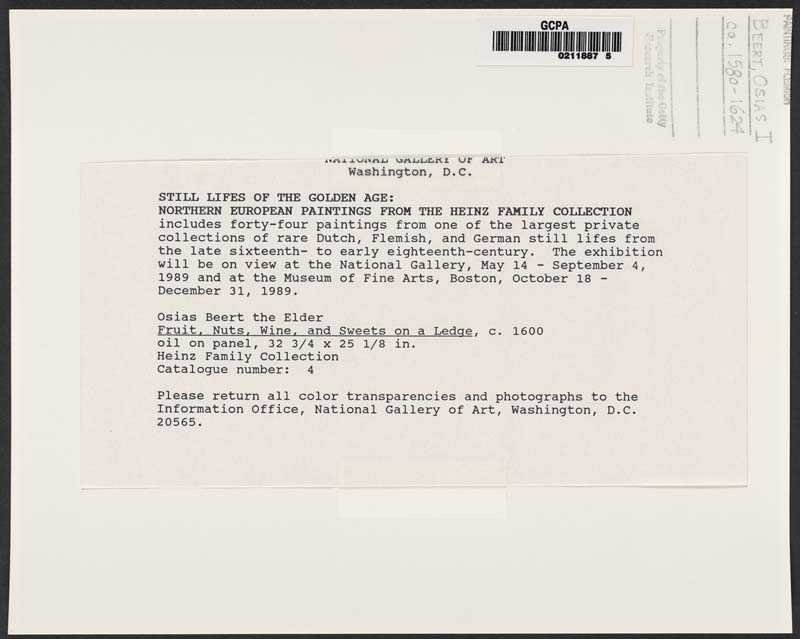 GCPA
0211887 5
Property of the Getty
Research Institute
BEERT, OSIAS I
ca. 1580-1624
NATIONAL GALLERY OF ART
Washington, D.C.
STILL LIFES OF THE GOLDEN AGE:
NORTHERN EUROPEAN PAINTINGS FROM THE HEINZ FAMILY COLLECTION
includes forty-four paintings from one of the largest private
collections of rare Dutch, Flemish, and German still lifes from
the late sixteenth- to early eighteenth-century. The exhibition
will be on view at the National Gallery, May 14 - September 4,
1989 and at the Museum of Fine Arts, Boston, October 18 -
December 31, 1989.
Osias Beert the Elder
Fruit, Nuts, Wine, and Sweets on a Ledge, c. 1600
oil on panel, 32 3/4 x 25 1/8 in.
Heinz Family Collection
Catalogue number: 4
Please return all color transparencies and photographs to the
Information Office, National Gallery of Art, Washington, D.C.
20565.